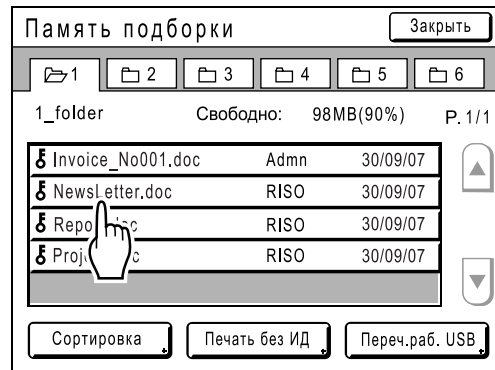 Память подборки Закрыть
1 2 3 4 5 6
1_folder Свободно: 98MB(90%) P. 1/1
Invoice_No001.doc Admn 30/09/07
NewsLetter.doc RISO 30/09/07
RISO 30/09/07
RISO 30/09/07
Сортировка Печать без ИД Переч.раб. USB